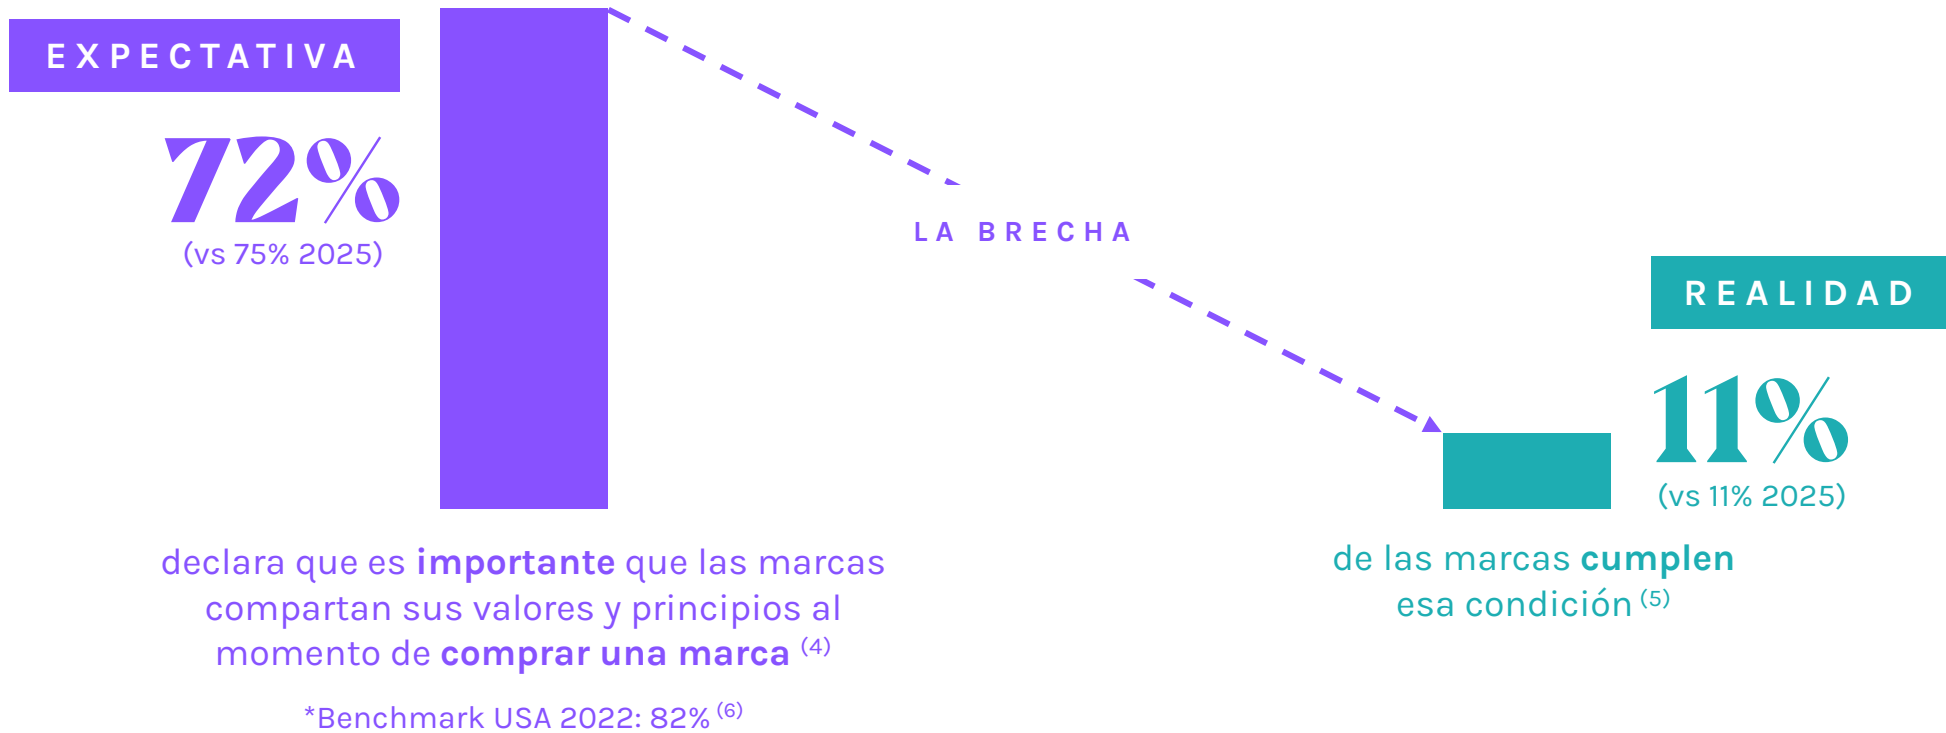 EXPECTATIVA
72%
(vs 75% 2025)
LA BRECHA
REALIDAD
11%
(vs 11% 2025)
declara que es importante que las marcas
compartan sus valores y principios al
momento de comprar una marca (4)
*Benchmark USA 2022: 82% (6)
de las marcas cumplen
esa condición (5)